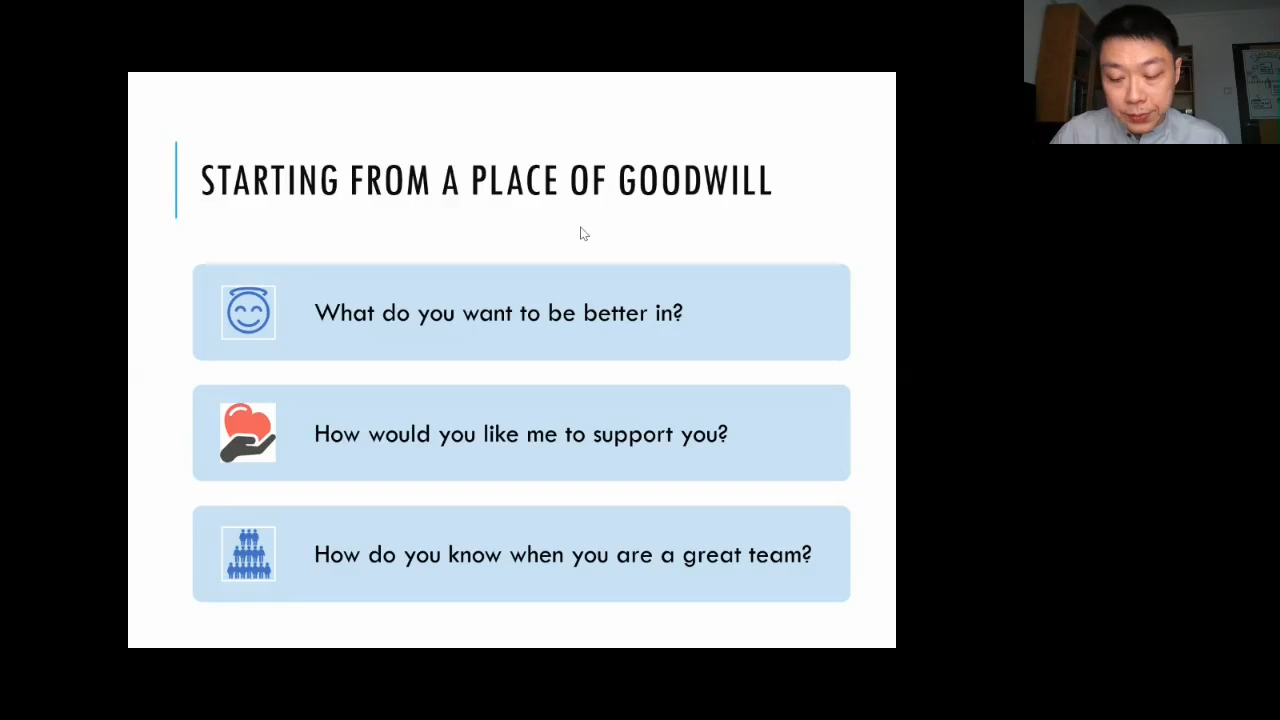 STARTING FROM A PLACE OF GOODWILL
What do you want to be better in?
How would you like me to support you?
How do you know when you are a great team?